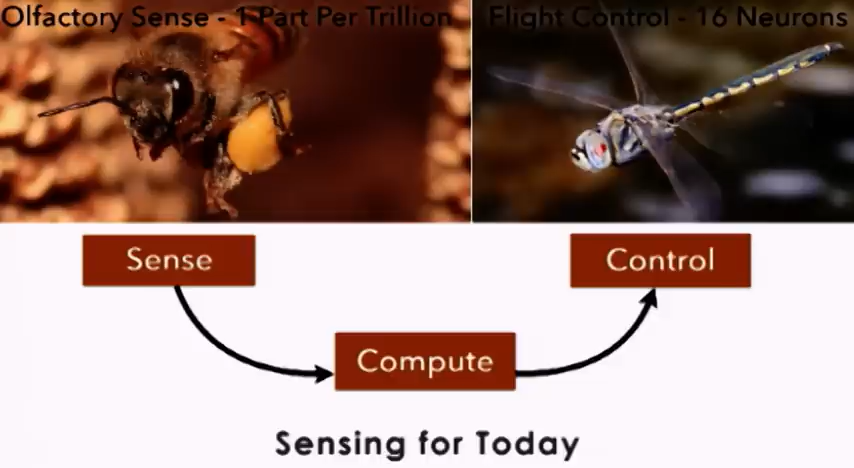 Olfactory Sense - 1 Part Per Trillion
Flight Control - 16 Neurons
Sense
Control
Compute
Sensing for Today